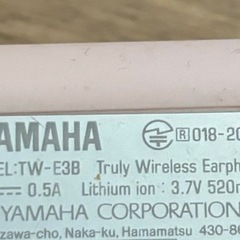 YAMAHA R 018-20
EL:TW-E3B Truly Wireless Earph
0.5A Lithium ion : 3.7V 520m
YAMAHA CORPORATION
zawa-cho, Naka-ku, Hamamatsu 430-86